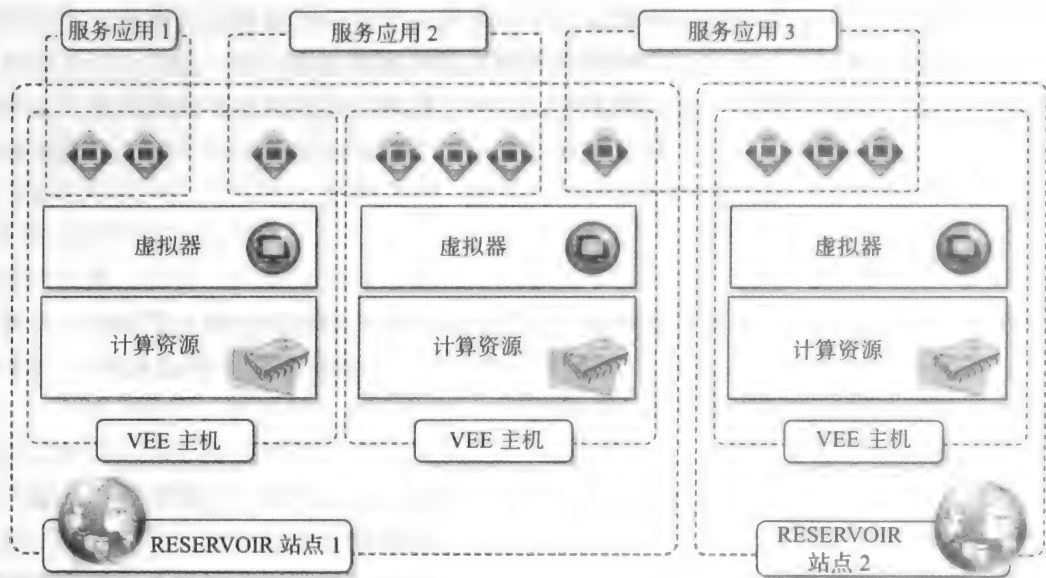 服务应用 1
服务应用 2
服务应用 3
虚拟器
虚拟器
虚拟器
计算资源
计算资源
计算资源
VEE 主机
VEE 主机
VEE 主机
RESERVOIR 站点 1
RESERVOIR
站点 2